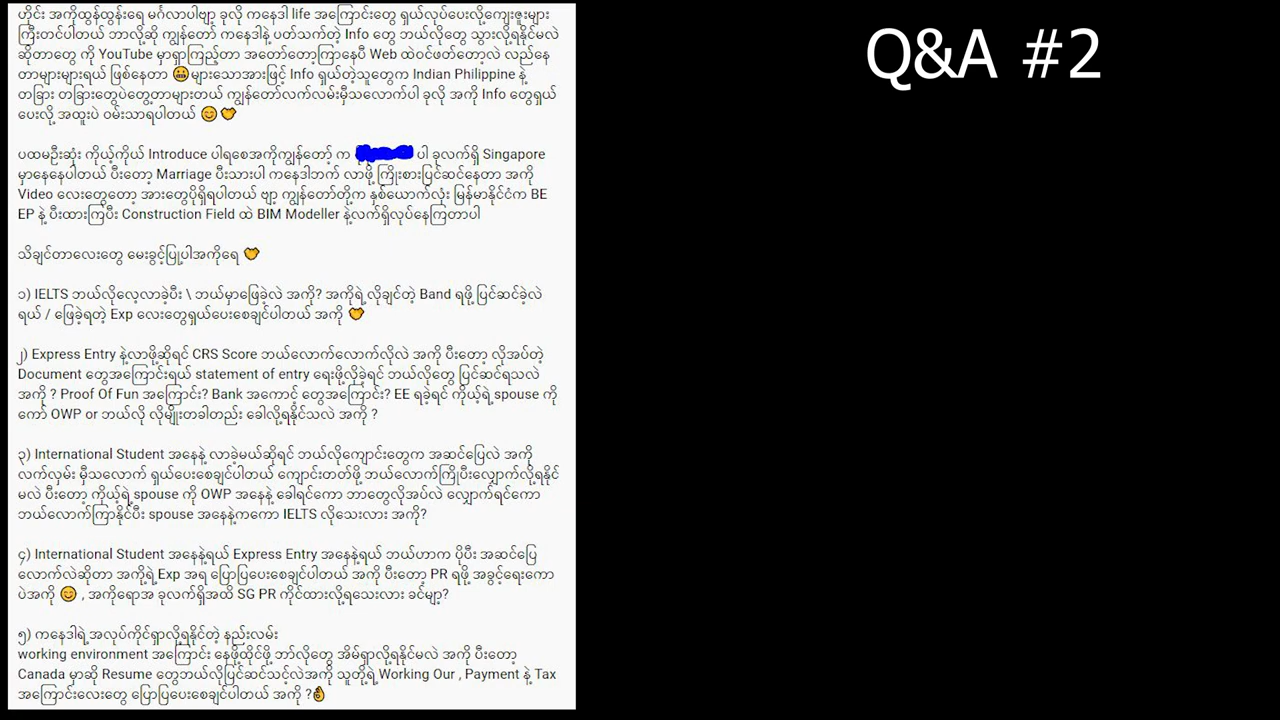 ဟိုင်း အကိုထွန်ထွန်းရေ မင်္ဂလာပါဗျာ့ ခုလို ကနေဒါ life အကြောင်းတွေ ရှယ်လုပ်ပေးလို့ကျေးဇူးများ
ကြီးတင်ပါတယ် ဘာလို့ဆို ကျွန်တော် ကနေဒါနဲ့ ပတ်သက်တဲ့ Info တွေ ဘယ်လိုတွေ သွားလို့ရနိုင်မလဲ
ဆိုတာတွေ ကို YouTube မှာရှာကြည့်တာ အတော်တော့ကြာနေပီ Web ထဲဝင်ဖတ်တော့လဲ လည်နေ
တာများများရယ် ဖြစ်နေတာ 😬များသောအားဖြင့် Info ရှယ်တဲ့သူတွေက Indian Philippine နဲ့
တခြား တခြားတွေပဲတွေ့တာများတယ် ကျွန်တော်လက်လမ်းမှီသလောက်ပါ ခုလို အကို Info တွေရှယ်
ပေးလို့ အထူးပဲ ဝမ်းသာရပါတယ် 😊🤝
ပထမဦးဆုံး ကိုယ့်ကိုယ် Introduce ပါရစေအကိုကျွန်တော့် က ပါ ခုလက်ရှိ Singapore
မှာနေနေပါတယ် ပီးတော့ Marriage ပီးသားပါ ကနေဒါဘက် လာဖို့ ကြိုးစားပြင်ဆင်နေတာ အကို
Video လေးတွေတော့ အားတွေပိုရှိရပါတယ် ဗျာ့ ကျွန်တော်တို့က နှစ်ယောက်လုံး မြန်မာနိုင်ငံက BE
EP နဲ့ ပီးထားကြပီး Construction Field ထဲ BIM Modeller နဲ့လက်ရှိလုပ်နေကြတာပါ
သိချင်တာလေးတွေ မေးခွင့်ပြုပါအကိုရေ 🤝
၁) IELTS ဘယ်လိုလေ့လာခဲ့ပီး \ ဘယ်မှာဖြေခဲ့လဲ အကို? အကိုရဲ့လိုချင်တဲ့ Band ရဖို့ ပြင်ဆင်ခဲ့လဲ
ရယ် / ဖြေခဲ့ရတဲ့ Exp လေးတွေရှယ်ပေးစေချင်ပါတယ် အကို 🤝
၂) Express Entry နဲ့လာဖို့ဆိုရင် CRS Score ဘယ်လောက်လောက်လိုလဲ အကို ပီးတော့ လိုအပ်တဲ့
Document တွေအကြောင်းရယ် statement of entry ရေးဖို့လိုခဲ့ရင် ဘယ်လိုတွေ ပြင်ဆင်ရသလဲ
အကို ? Proof Of Fun အကြောင်း? Bank အကောင့် တွေအကြောင်း? EE ရခဲ့ရင် ကိုယ့်ရဲ့spouse ကို
ကော် OWP or ဘယ်လို လိုမျိုးတခါတည်း ခေါလို့ရနိုင်သလဲ အကို ?
၃) International Student အနေနဲ့ လာခဲ့မယ်ဆိုရင် ဘယ်လိုကျောင်းတွေက အဆင်ပြေလဲ အကို
လက်လှမ်း မှီသလောက် ရှယ်ပေးစေချင်ပါတယ် ကျောင်းတတ်ဖို့ ဘယ်လောက်ကြိုပီးလျှောက်လို့ရနိုင်
မလဲ ပီးတော့ ကိုယ့်ရဲ့spouse ကို OWP အနေနဲ့ ခေါ်ရင်ကော ဘာတွေလိုအပ်လဲ လျှောက်ရင်ကော
ဘယ်လောက်ကြာနိုင်ပီး spouse အနေနဲ့ကကော IELTS လိုသေးလား အကို?
၄) International Student အနေနဲ့ရယ် Express Entry အနေနဲ့ရယ် ဘယ်ဟာက ပိုပီး အဆင်ပြေ
လောက်လဲဆိုတာ အကို့ရဲ့Exp အရ ပြောပြပေးစေချင်ပါတယ် အကို ပီးတော့ PR ရဖို့ အခွင့်ရေးကော
ပဲအကို 😊 , အကိုရောအ ခုလက်ရှိအထိ SG PR ကိုင်ထားလို့ရသေးလား ခင်မျာ့?
၅) ကနေဒါရဲ့အလုပ်ကိုင်ရှာလို့ရနိုင်တဲ့ နည်းလမ်း
working environment အကြောင်း နေဖို့ထိုင်ဖို့ ဘာ်လိုတွေ အိမ်ရှာလို့ရနိုင်မလဲ အကို ပီးတော့
Canada မှာဆို Resume တွေဘယ်လိုပြင်ဆင်သင့်လဲအကို သူတို့ရဲ့Working Our , Payment နဲ့ Tax
အကြောင်းလေးတွေ ပြောပြပေးစေချင်ပါတယ် အကို ?👌
Q&A #2